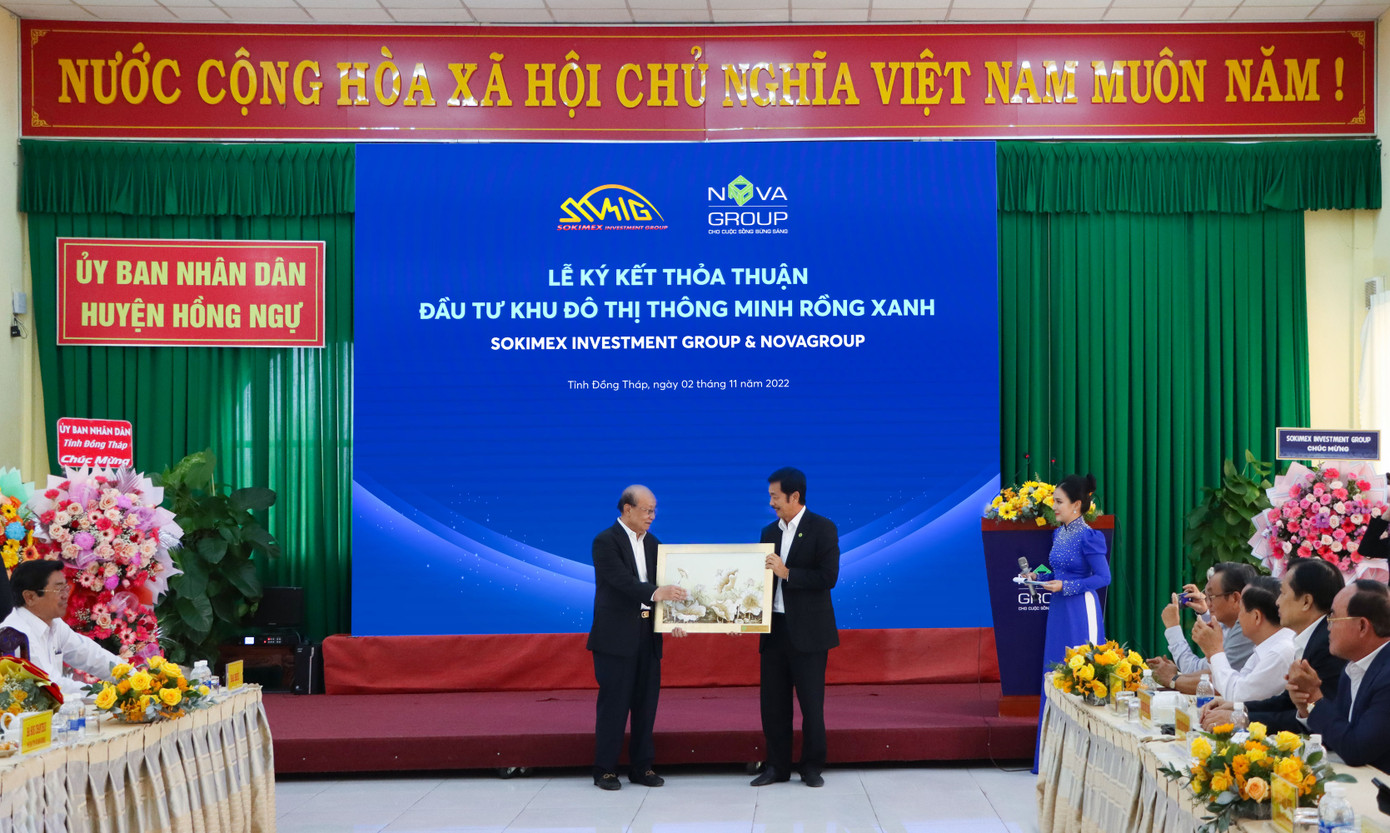 NƯỚC CỘNG HÒA XÃ HỘI CHỦ NGHĨA VIỆT NAM MUÔN NĂM !
ỦY BAN NHÂN DÂN
HUYỆN HỒNG NGỰ
SOKIMEX INVESTMENT GROUP
NOVA
GROUP
CHO CUỘC SỐNG BỪNG SÁNG
LỄ KÝ KẾT THỎA THUẬN
ĐẦU TƯ KHU ĐÔ THỊ THÔNG MINH RỒNG XANH
SOKIMEX INVESTMENT GROUP & NOVAGROUP
Tỉnh Đồng Tháp, ngày 02 tháng 11 năm 2022
ỦY BAN NHÂN DÂN
Tỉnh Đồng Tháp
Chúc Mừng
SOKIMEX INVESTMENT GROUP
CHÚC MỪNG